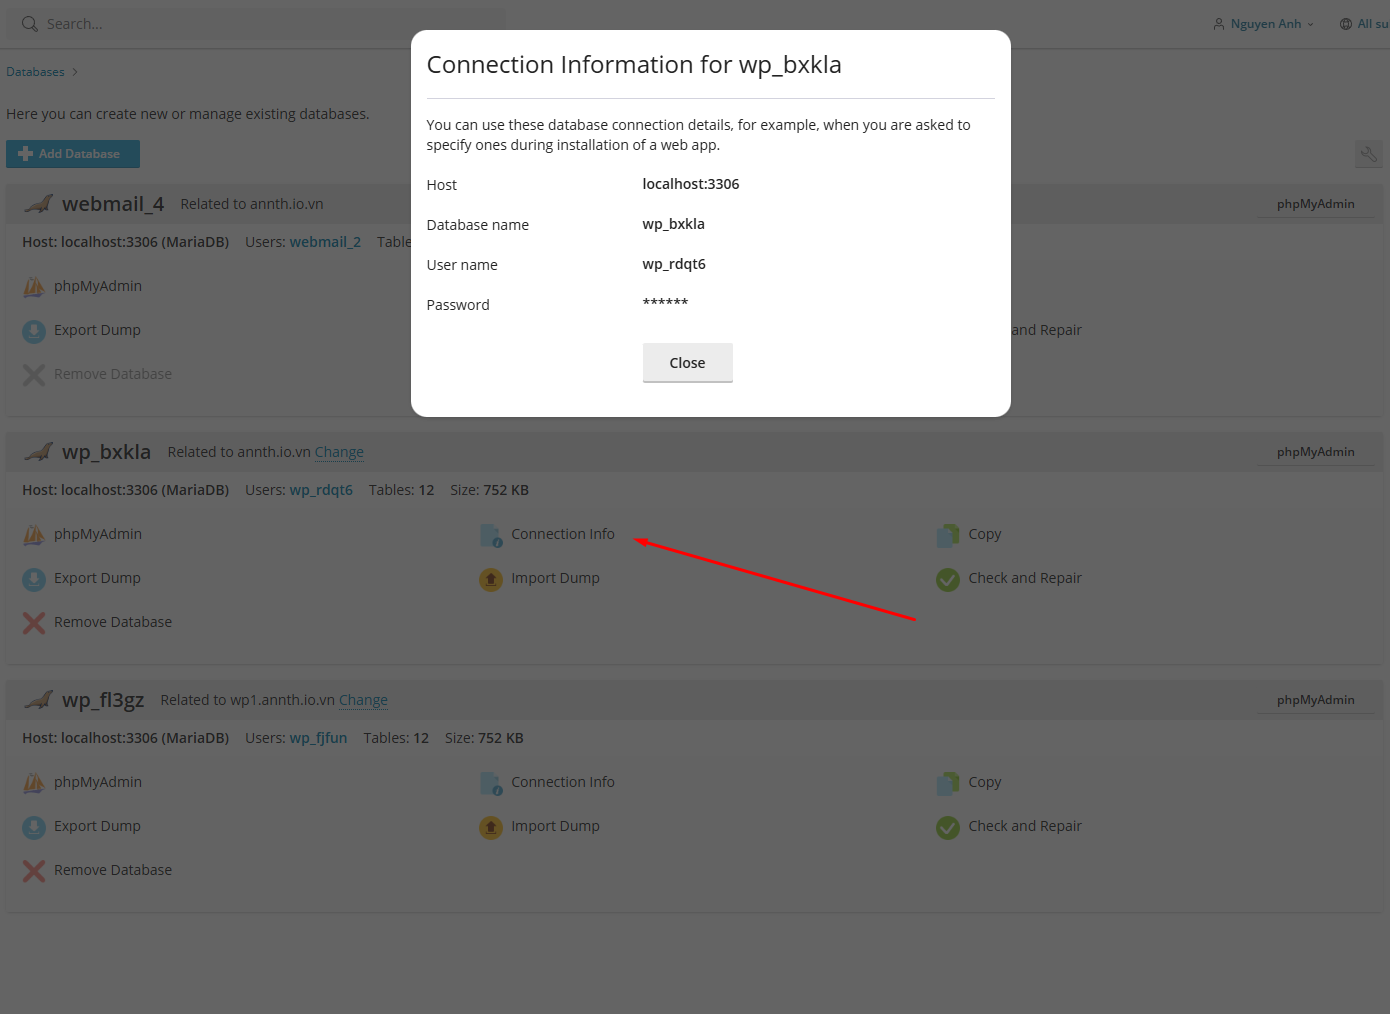 Search...
Nguyen Anh
All su
Databases
Here you can create new or manage existing databases.
Add Database
Connection Information for wp_bxkla
You can use these database connection details, for example, when you are asked to
specify ones during installation of a web app.
Host localhost:3306
Database name wp_bxkla
User name wp_rdqt6
Password ******
Close
webmail_4 Related to annth.io.vn phpMyAdmin
Host: localhost:3306 (MariaDB) Users: webmail_2 Table
phpMyAdmin
Export Dump and Repair
Remove Database
wp_bxkla Related to annth.io.vn Change phpMyAdmin
Host: localhost:3306 (MariaDB) Users: wp_rdqt6 Tables: 12 Size: 752 KB
phpMyAdmin Connection Info Copy
Export Dump Import Dump Check and Repair
Remove Database
wp_fl3gz Related to wp1.annth.io.vn Change phpMyAdmin
Host: localhost:3306 (MariaDB) Users: wp_fjfun Tables: 12 Size: 752 KB
phpMyAdmin Connection Info Copy
Export Dump Import Dump Check and Repair
Remove Database